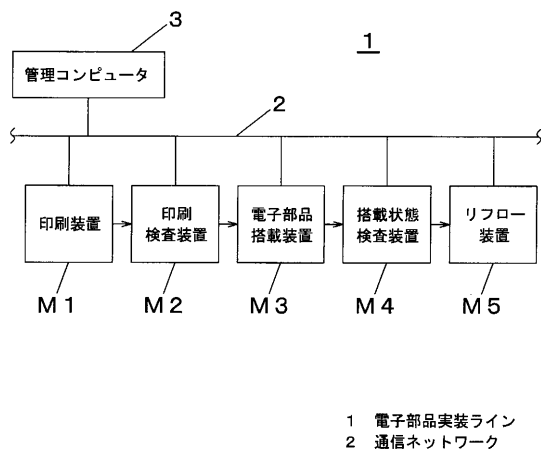 3
1
管理コンピュータ
2
印刷装置
印刷
検査装置
電子部品
搭載装置
搭載状態
検査装置
リフロー
装置
M1
M2
M3
M4
M5
1 電子部品実装ライン
2 通信ネットワーク